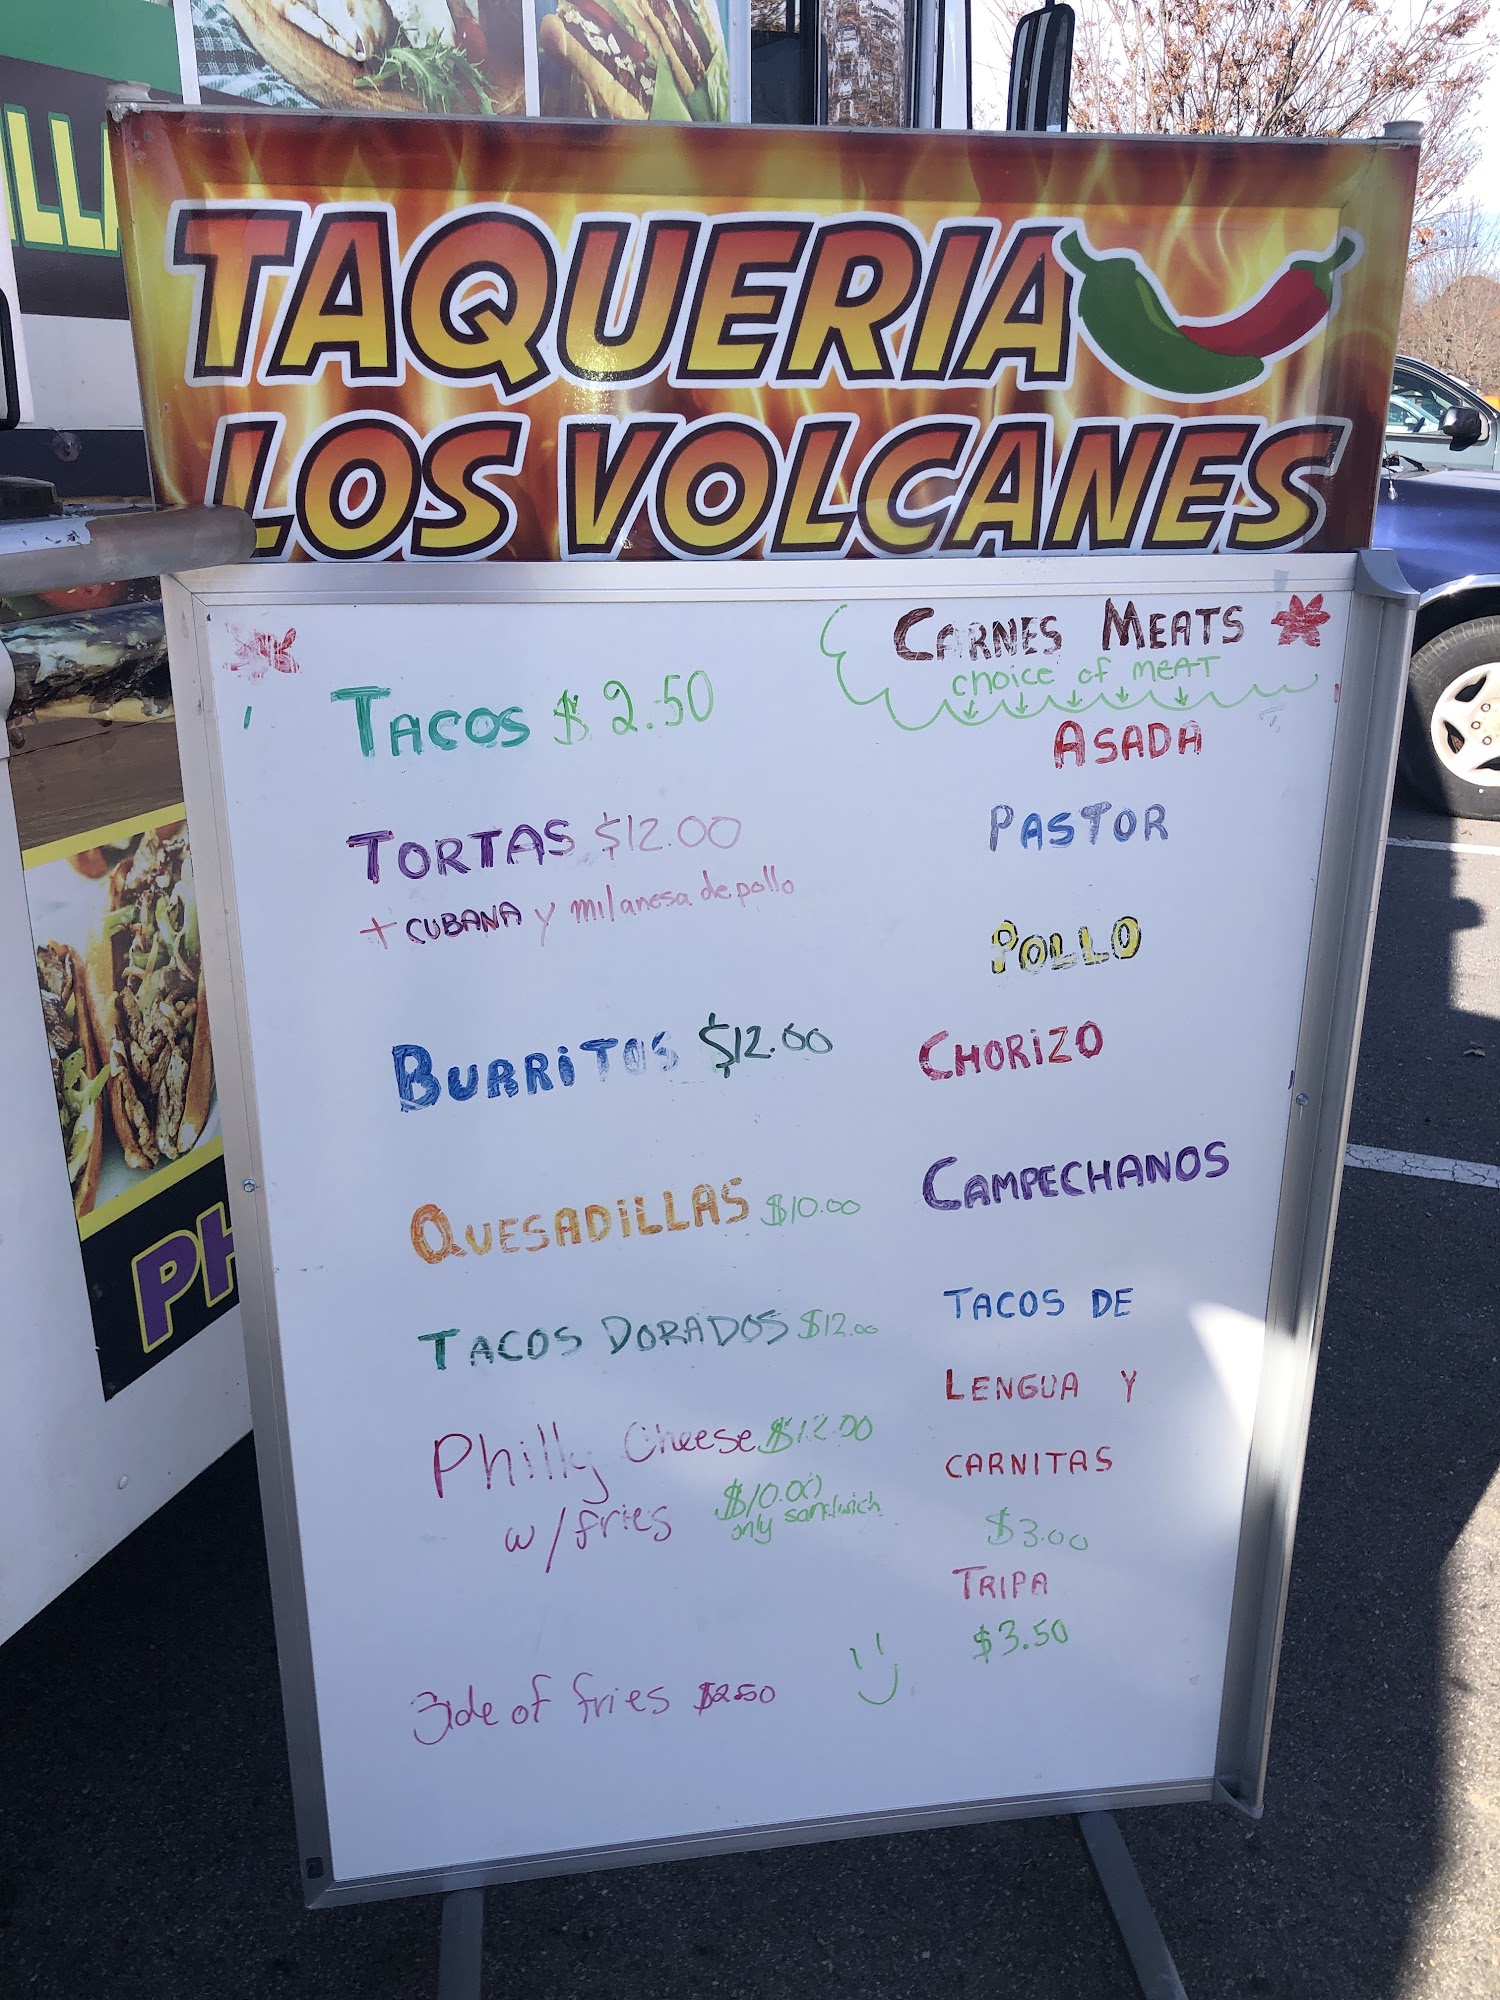 LLA
TAQUERIA
LOS VOLCANES
CARNES MEATS
choice of MEAT
TACOS $ 2.50
ASADA
TORTAS $12.00
PASTOR
+ CUBANA y milanesa de pollo
POLLO
BURRITOS $12.00
CHORIZO
CAMPECHANOS
QUESADILLAS $10.00
TACOS DORADOS $12.00
TACOS DE
LENGUA Y
CARNITAS
$3.00
Philly Cheese $12.00
w/fries $10.00
only sandwich
TRIPA
$3.50
Side of fries $2.50
PH